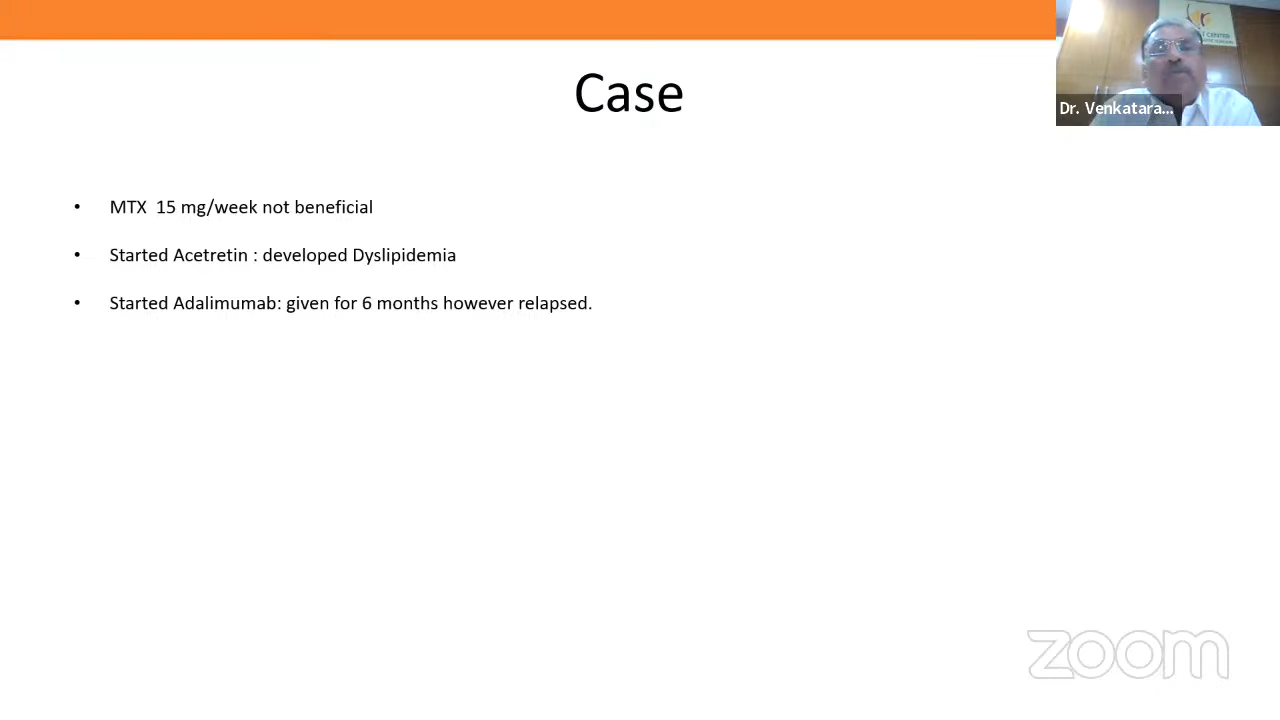 Case
Dr. Venkatara...
• MTX 15 mg/week not beneficial
• Started Acetretin : developed Dyslipidemia
• Started Adalimumab: given for 6 months however relapsed.
zoom